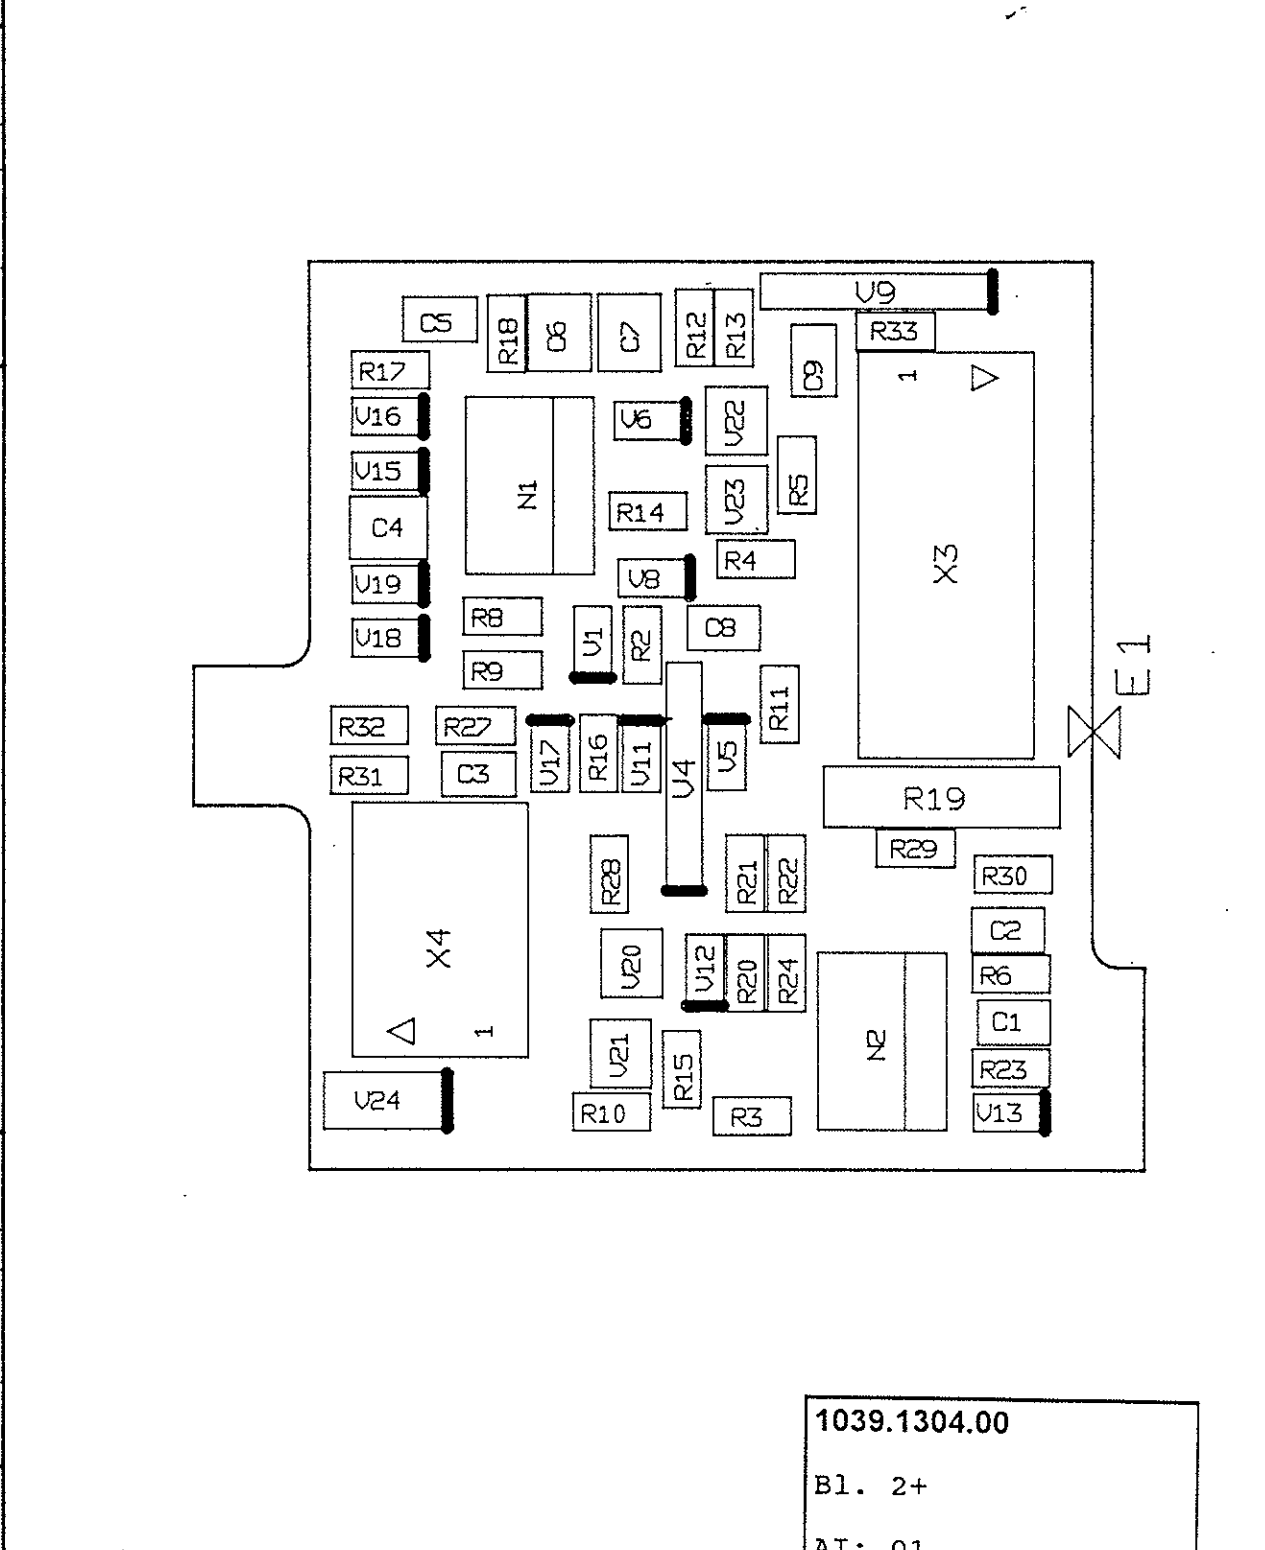 V9
C5
R18
C6
C7
R12
R13
R33
R17
C9
1
V16
V6
V22
V15
N1
V23
R5
R14
C4
R4
X3
V19
V8
R8
V1
R2
C8
V18
R9
E1
R11
R32
R27
V17
R16
V11
V4
V5
R31
C3
R19
R29
R28
R21
R22
R30
X4
C2
V20
V12
R20
R24
R6
1
C1
V21
N2
R15
R23
V24
R10
R3
V13
1039.1304.00
Bl. 2+
AI: 01